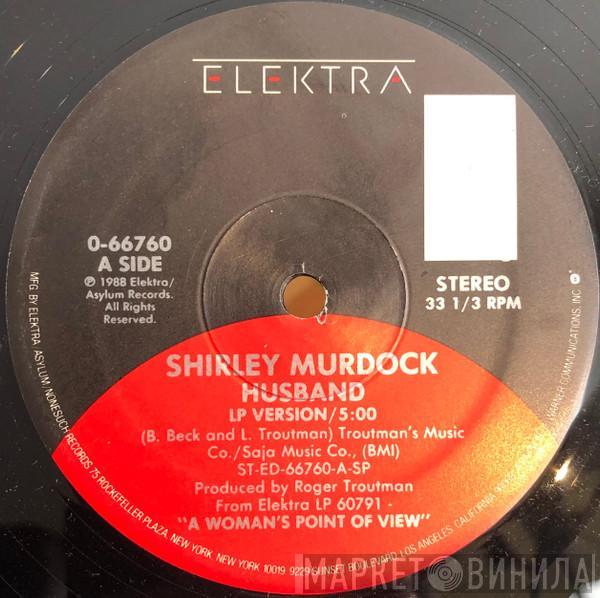 ELEKTRA
0-66760
A SIDE
℗ 1988 Elektra/
Asylum Records.
All Rights
Reserved.
STEREO
33 1/3 RPM
SHIRLEY MURDOCK
HUSBAND
LP VERSION/5:00
(B. Beck and L. Troutman) Troutman's Music
Co./Saja Music Co., (BMI)
ST-ED-66760-A-SP
Produced by Roger Troutman
From Elektra LP 60791
"A WOMAN'S POINT OF VIEW"
MFG. BY ELEKTRA/ASYLUM/NONESUCH RECORDS 75 ROCKEFELLER PLAZA, NEW YORK, NEW YORK 10019. 9229 SUNSET BOULEVARD, LOS ANGELES, CALIFORNIA WARNER COMMUNICATIONS, INC.
МАРКЕТ ВИНИЛА